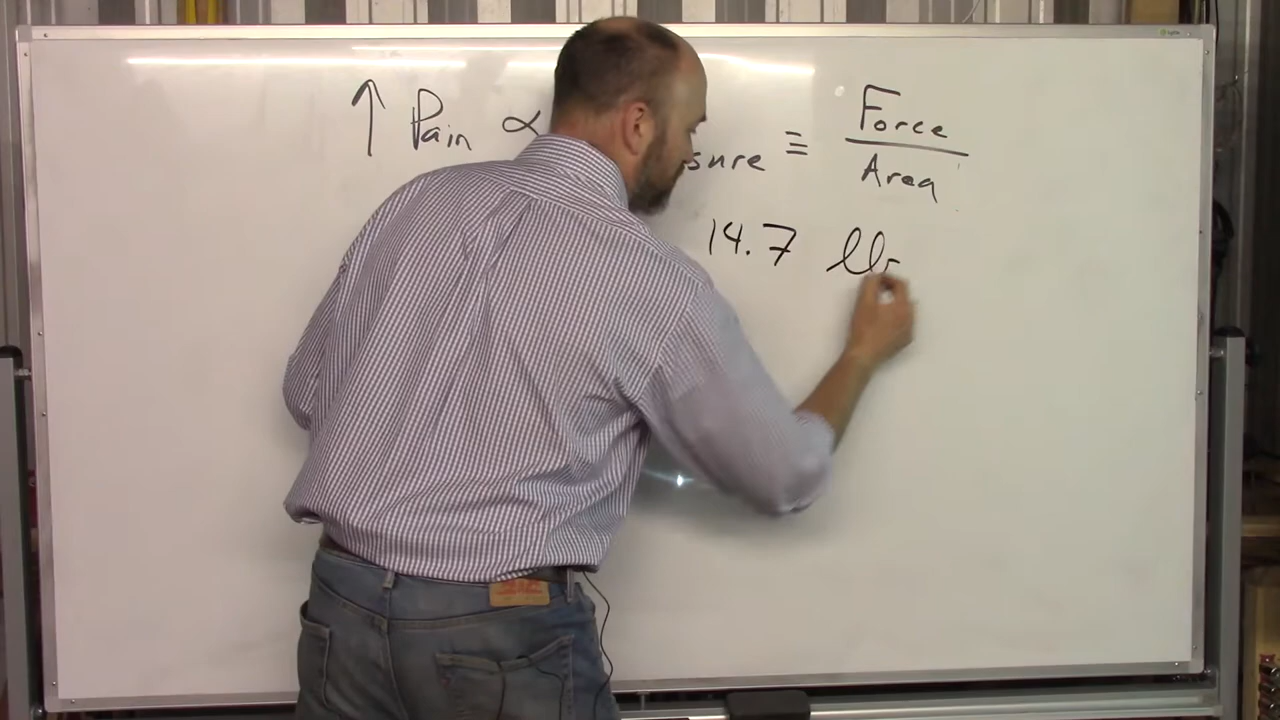 ↑ Pain ∝ sure ≡ Force
Area
14.7 lb